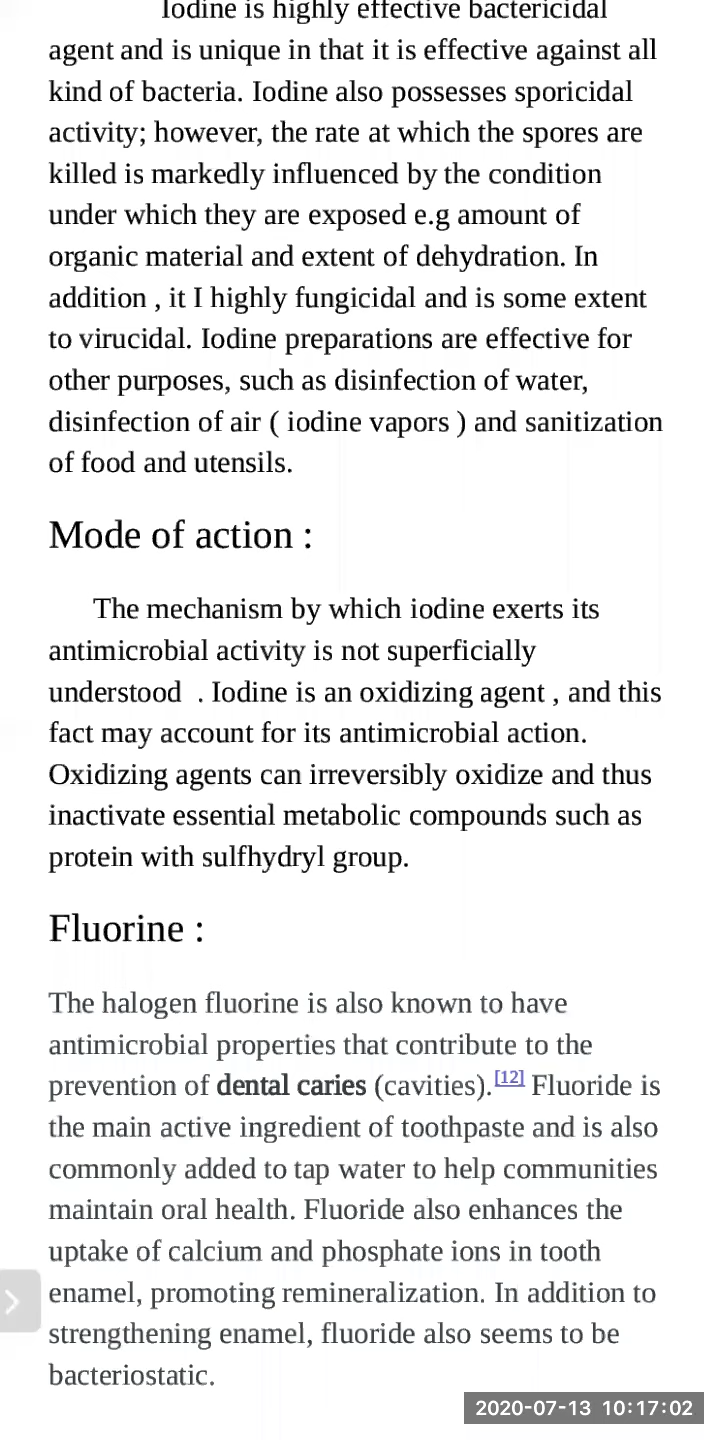 Iodine is highly effective bactericidal
agent and is unique in that it is effective against all
kind of bacteria. Iodine also possesses sporicidal
activity; however, the rate at which the spores are
killed is markedly influenced by the condition
under which they are exposed e.g amount of
organic material and extent of dehydration. In
addition , it I highly fungicidal and is some extent
to virucidal. Iodine preparations are effective for
other purposes, such as disinfection of water,
disinfection of air ( iodine vapors ) and sanitization
of food and utensils.
Mode of action :
The mechanism by which iodine exerts its
antimicrobial activity is not superficially
understood  . Iodine is an oxidizing agent , and this
fact may account for its antimicrobial action.
Oxidizing agents can irreversibly oxidize and thus
inactivate essential metabolic compounds such as
protein with sulfhydryl group.
Fluorine :
The halogen fluorine is also known to have
antimicrobial properties that contribute to the
prevention of dental caries (cavities).[12] Fluoride is
the main active ingredient of toothpaste and is also
commonly added to tap water to help communities
maintain oral health. Fluoride also enhances the
uptake of calcium and phosphate ions in tooth
enamel, promoting remineralization. In addition to
strengthening enamel, fluoride also seems to be
bacteriostatic.
2020-07-13 10:17:02